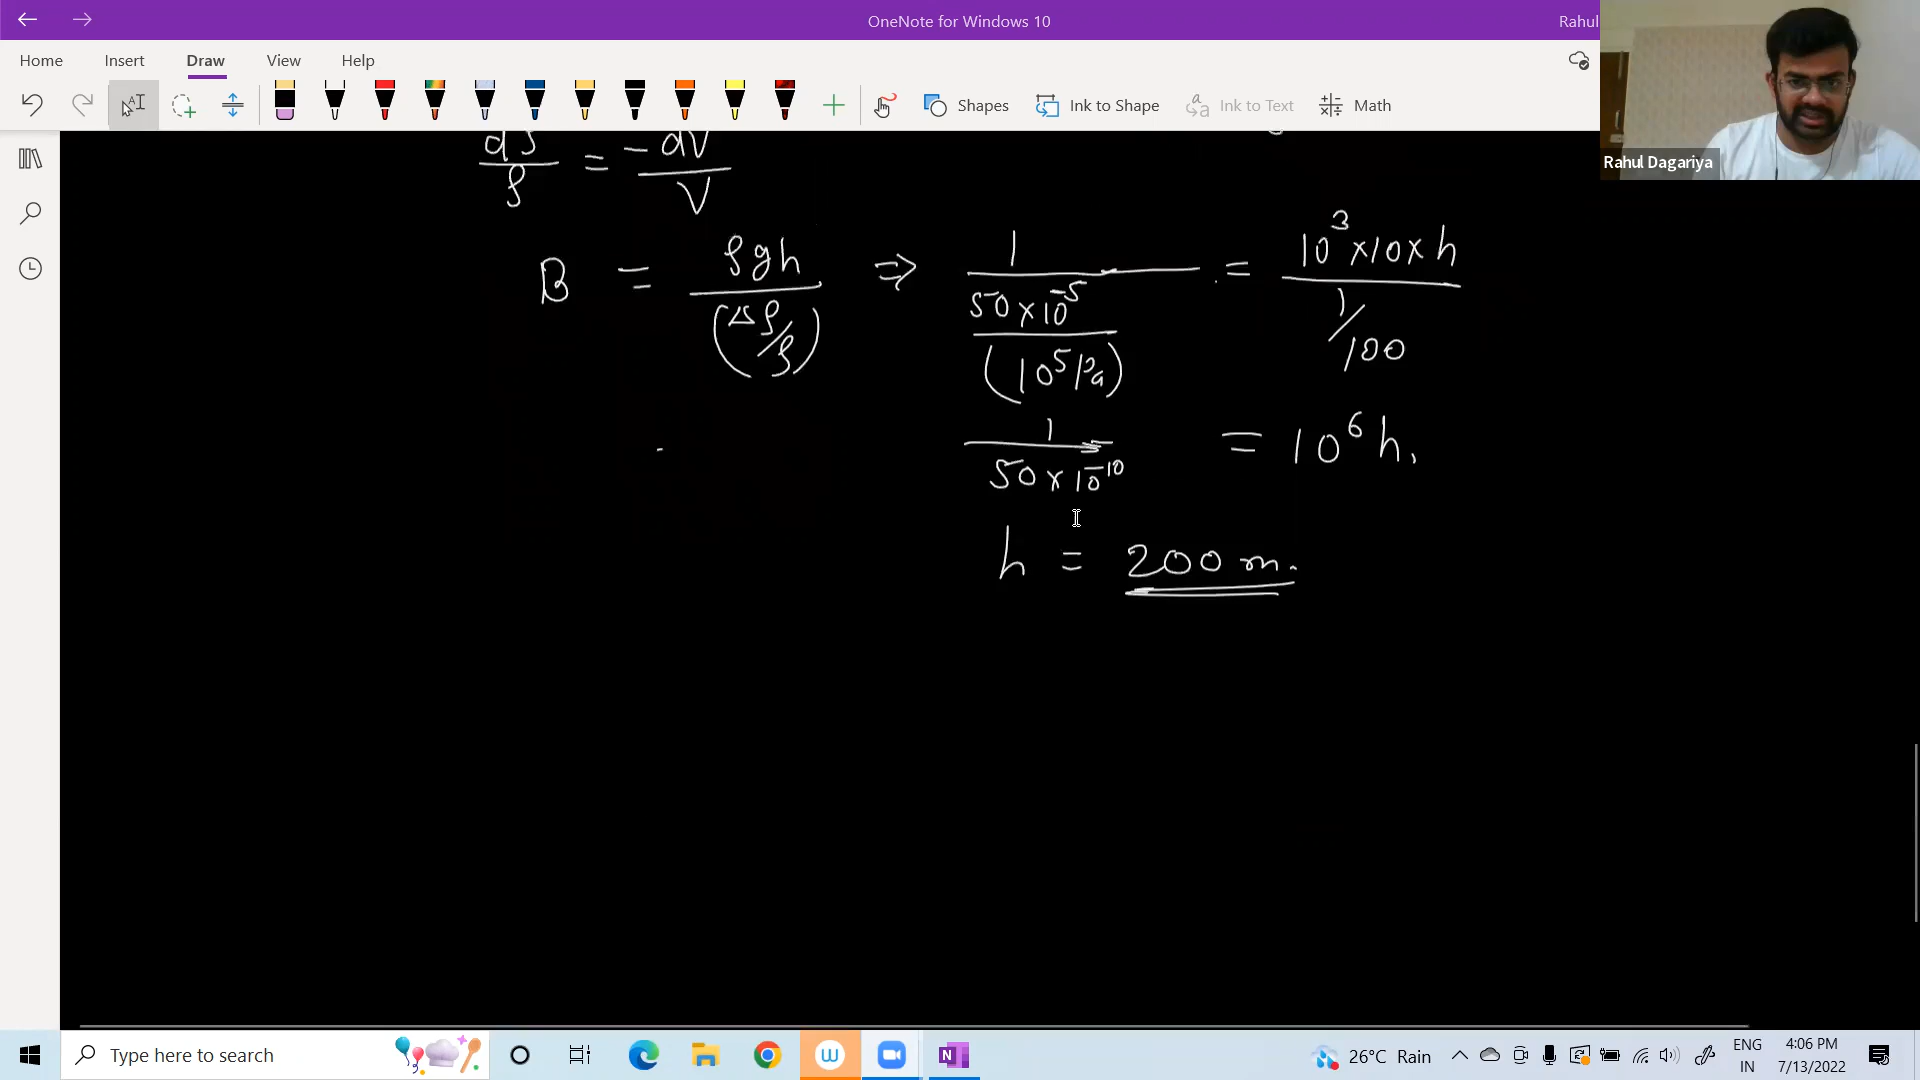 OneNote for Windows 10
Rahul
Home Insert Draw View Help
Shapes Ink to Shape Ink to Text Math
Rahul Dagariya
dρ/ρ = -dV/V
B = ρgh/(Δρ/ρ) ⇒ 1/(50×10⁻⁵/(10⁵ Pa)) = 10³×10×h/(1/100)
1/(50×10⁻¹⁰) = 10⁶ h.
h = 200 m.
Type here to search
W
N
26°C Rain
ENG
IN
4:06 PM
7/13/2022